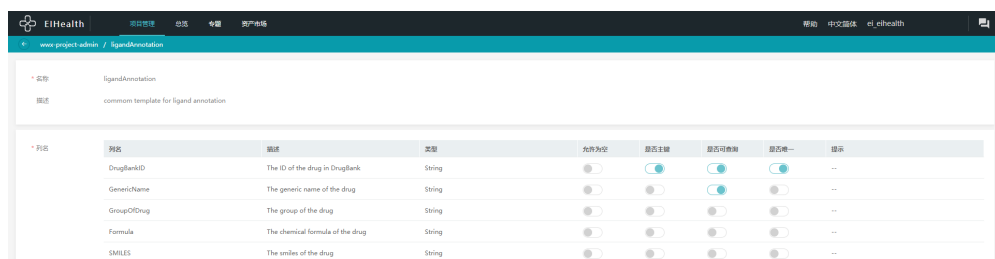 EIHealth 项目管理 总览 专题 资产市场 帮助 中文简体 ei_eihealth
← wwx-project-admin / ligandAnnotation
* 名称 ligandAnnotation
描述 commom template for ligand annotation
* 列名 列名 描述 类型 允许为空 是否主键 是否可查询 是否唯一 提示
DrugBankID The ID of the drug in DrugBank String --
GenericName The generic name of the drug String --
GroupOfDrug The group of the drug String --
Formula The chemical formula of the drug String --
SMILES The smiles of the drug String --